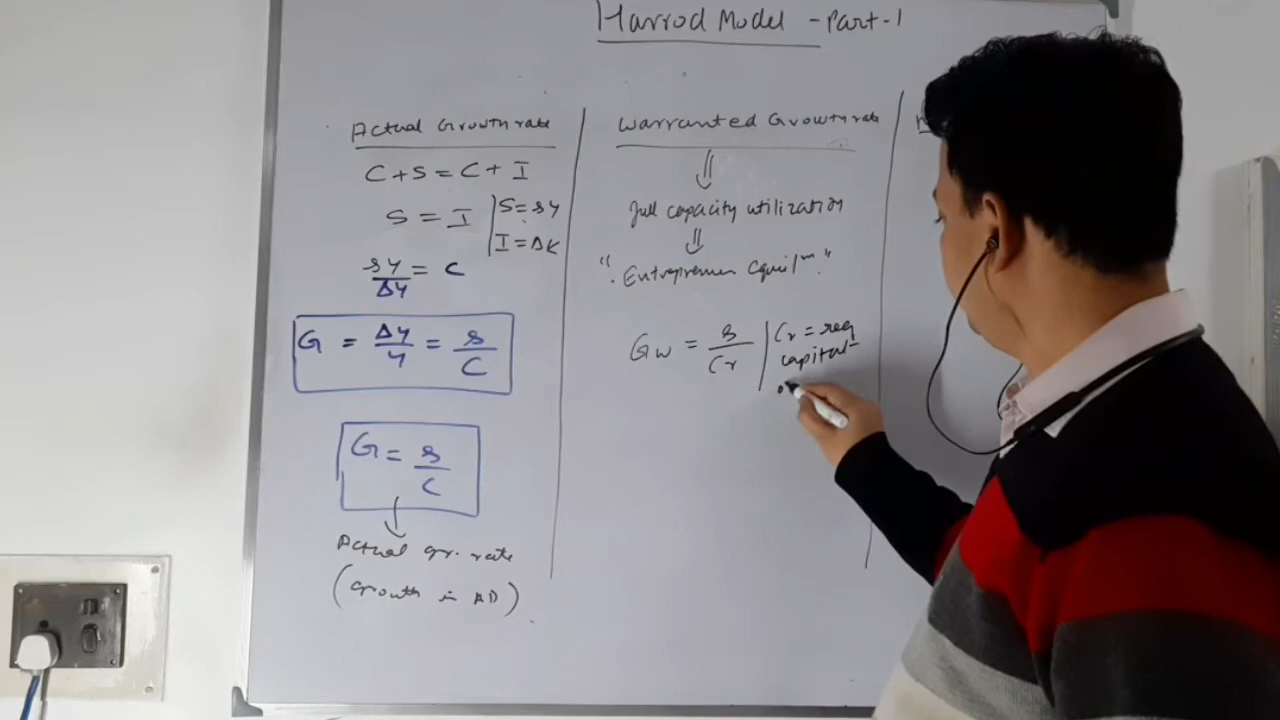 Harrod Model - Part-1
Actual Growth rate
C+S = C+ I
S = I | S = sY
I = ΔK
sY/ΔY = C
G = ΔY/Y = s/C
G = s/C
Actual gr. rate
(Growth in AD)
Warranted Growth rate
⇓
full capacity utilization
⇓
"Entrepreneur Equilm."
Gw = s/Cr | Cr = req
capital